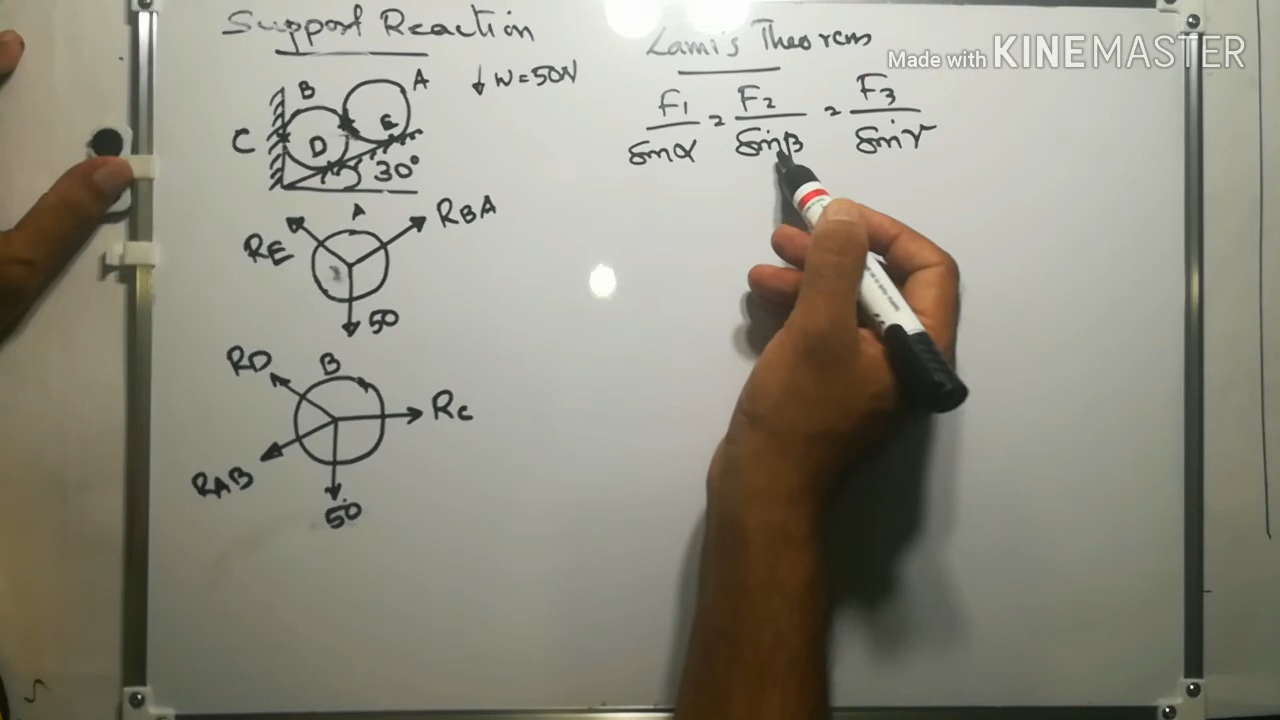 Support Reaction
Lami's Theorem
Made with KINEMASTER
↓ W = 50N
F1/sinα = F2/sinβ = F3/sinγ
A
B
C
D
E
30°
A
RBA
RE
50
RD
B
RC
RAB
50